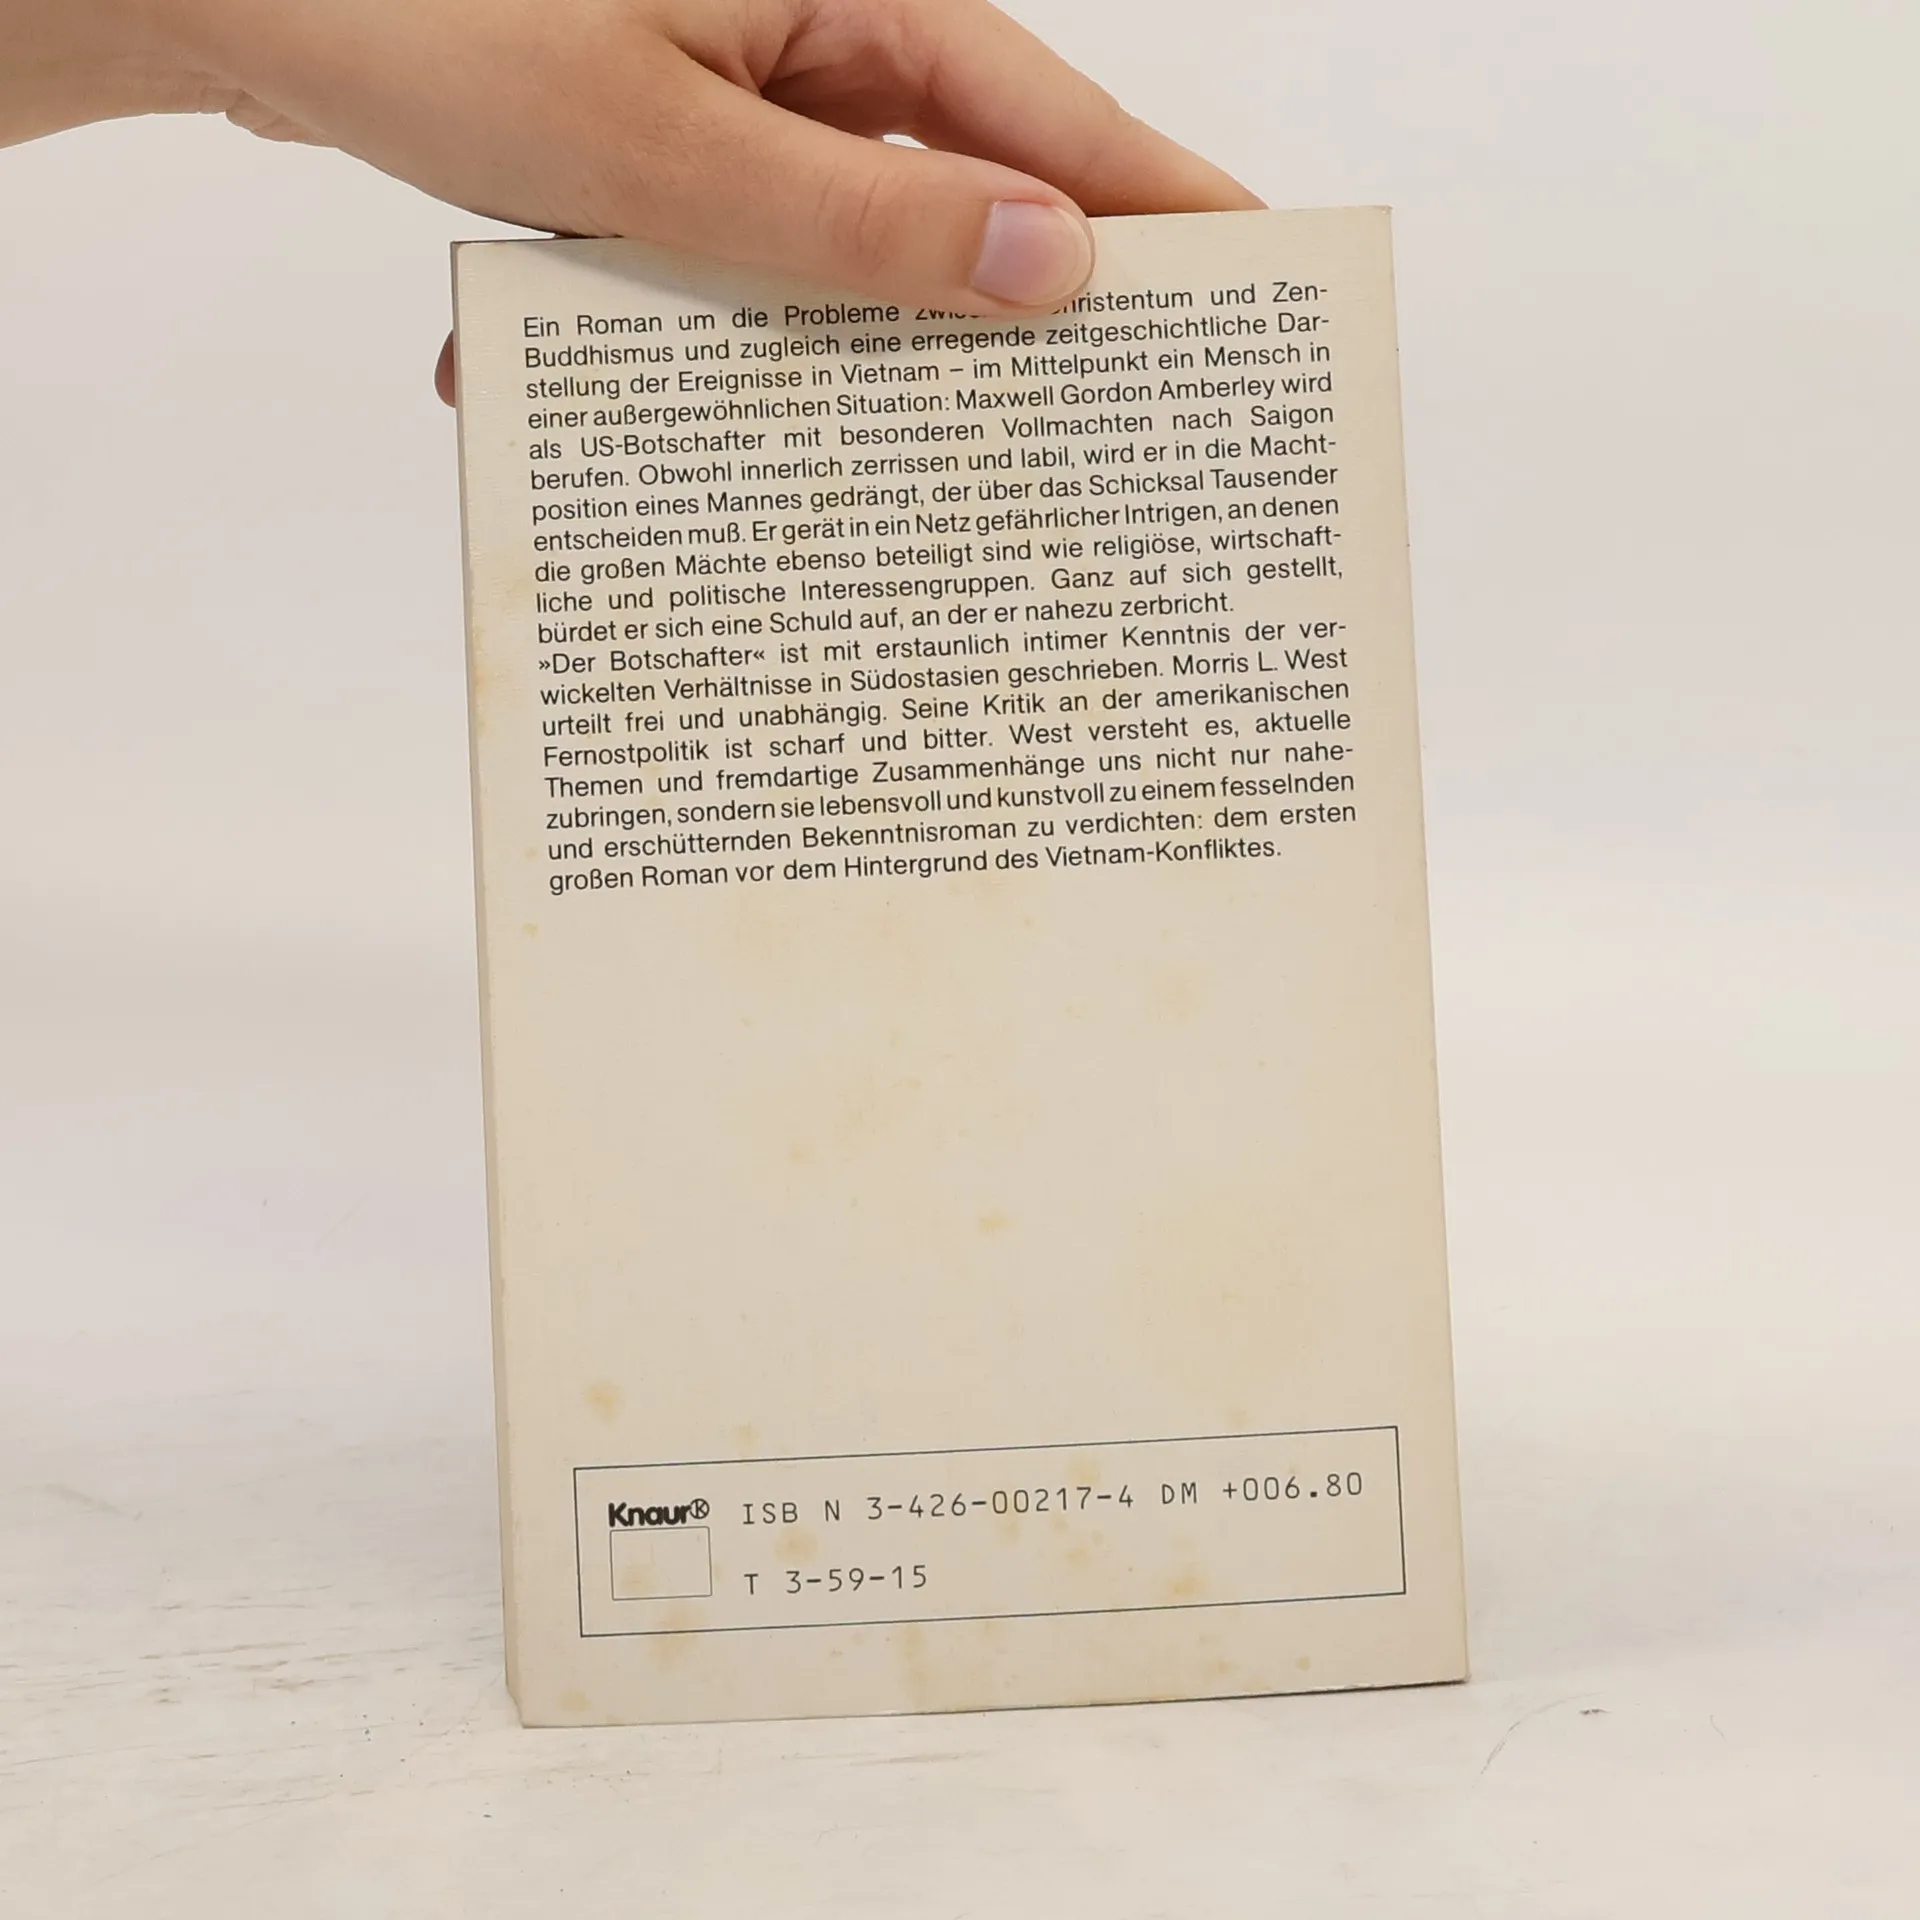 Ein Roman um die Probleme und Zen-
Buddhismus und zugleich eine erregende zeitgeschichtliche Dar-
stellung der Ereignisse in Vietnam – im Mittelpunkt ein Mensch in
einer außergewöhnlichen Situation: Maxwell Gordon Amberley wird
als US-Botschafter mit besonderen Vollmachten nach Saigon
berufen. Obwohl innerlich zerrissen und labil, wird er in die Macht-
position eines Mannes gedrängt, der über das Schicksal Tausender
entscheiden muß. Er gerät in ein Netz gefährlicher Intrigen, an denen
die großen Mächte ebenso beteiligt sind wie religiöse, wirtschaft-
liche und politische Interessengruppen. Ganz auf sich gestellt,
bürdet er sich eine Schuld auf, an der er nahezu zerbricht.
»Der Botschafter« ist mit erstaunlich intimer Kenntnis der ver-
wickelten Verhältnisse in Südostasien geschrieben. Morris L. West
urteilt frei und unabhängig. Seine Kritik an der amerikanischen
Fernostpolitik ist scharf und bitter. West versteht es, aktuelle
Themen und fremdartige Zusammenhänge uns nicht nur nahe-
zubringen, sondern sie lebensvoll und kunstvoll zu einem fesselnden
und erschütternden Bekenntnisroman zu verdichten: dem ersten
großen Roman vor dem Hintergrund des Vietnam-Konfliktes.
Knaur® ISB N 3-426-00217-4 DM +006.80
T 3-59-15